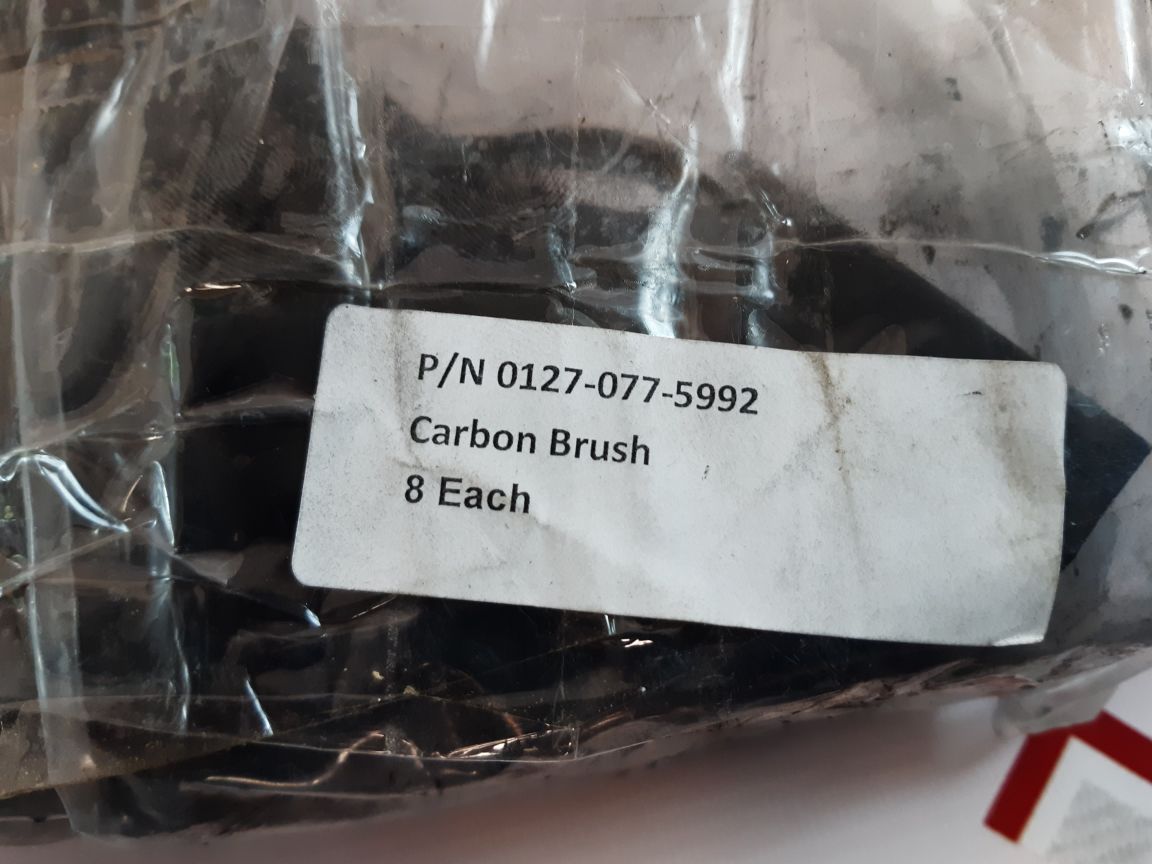 P/N 0127-077-5992
Carbon Brush
8 Each